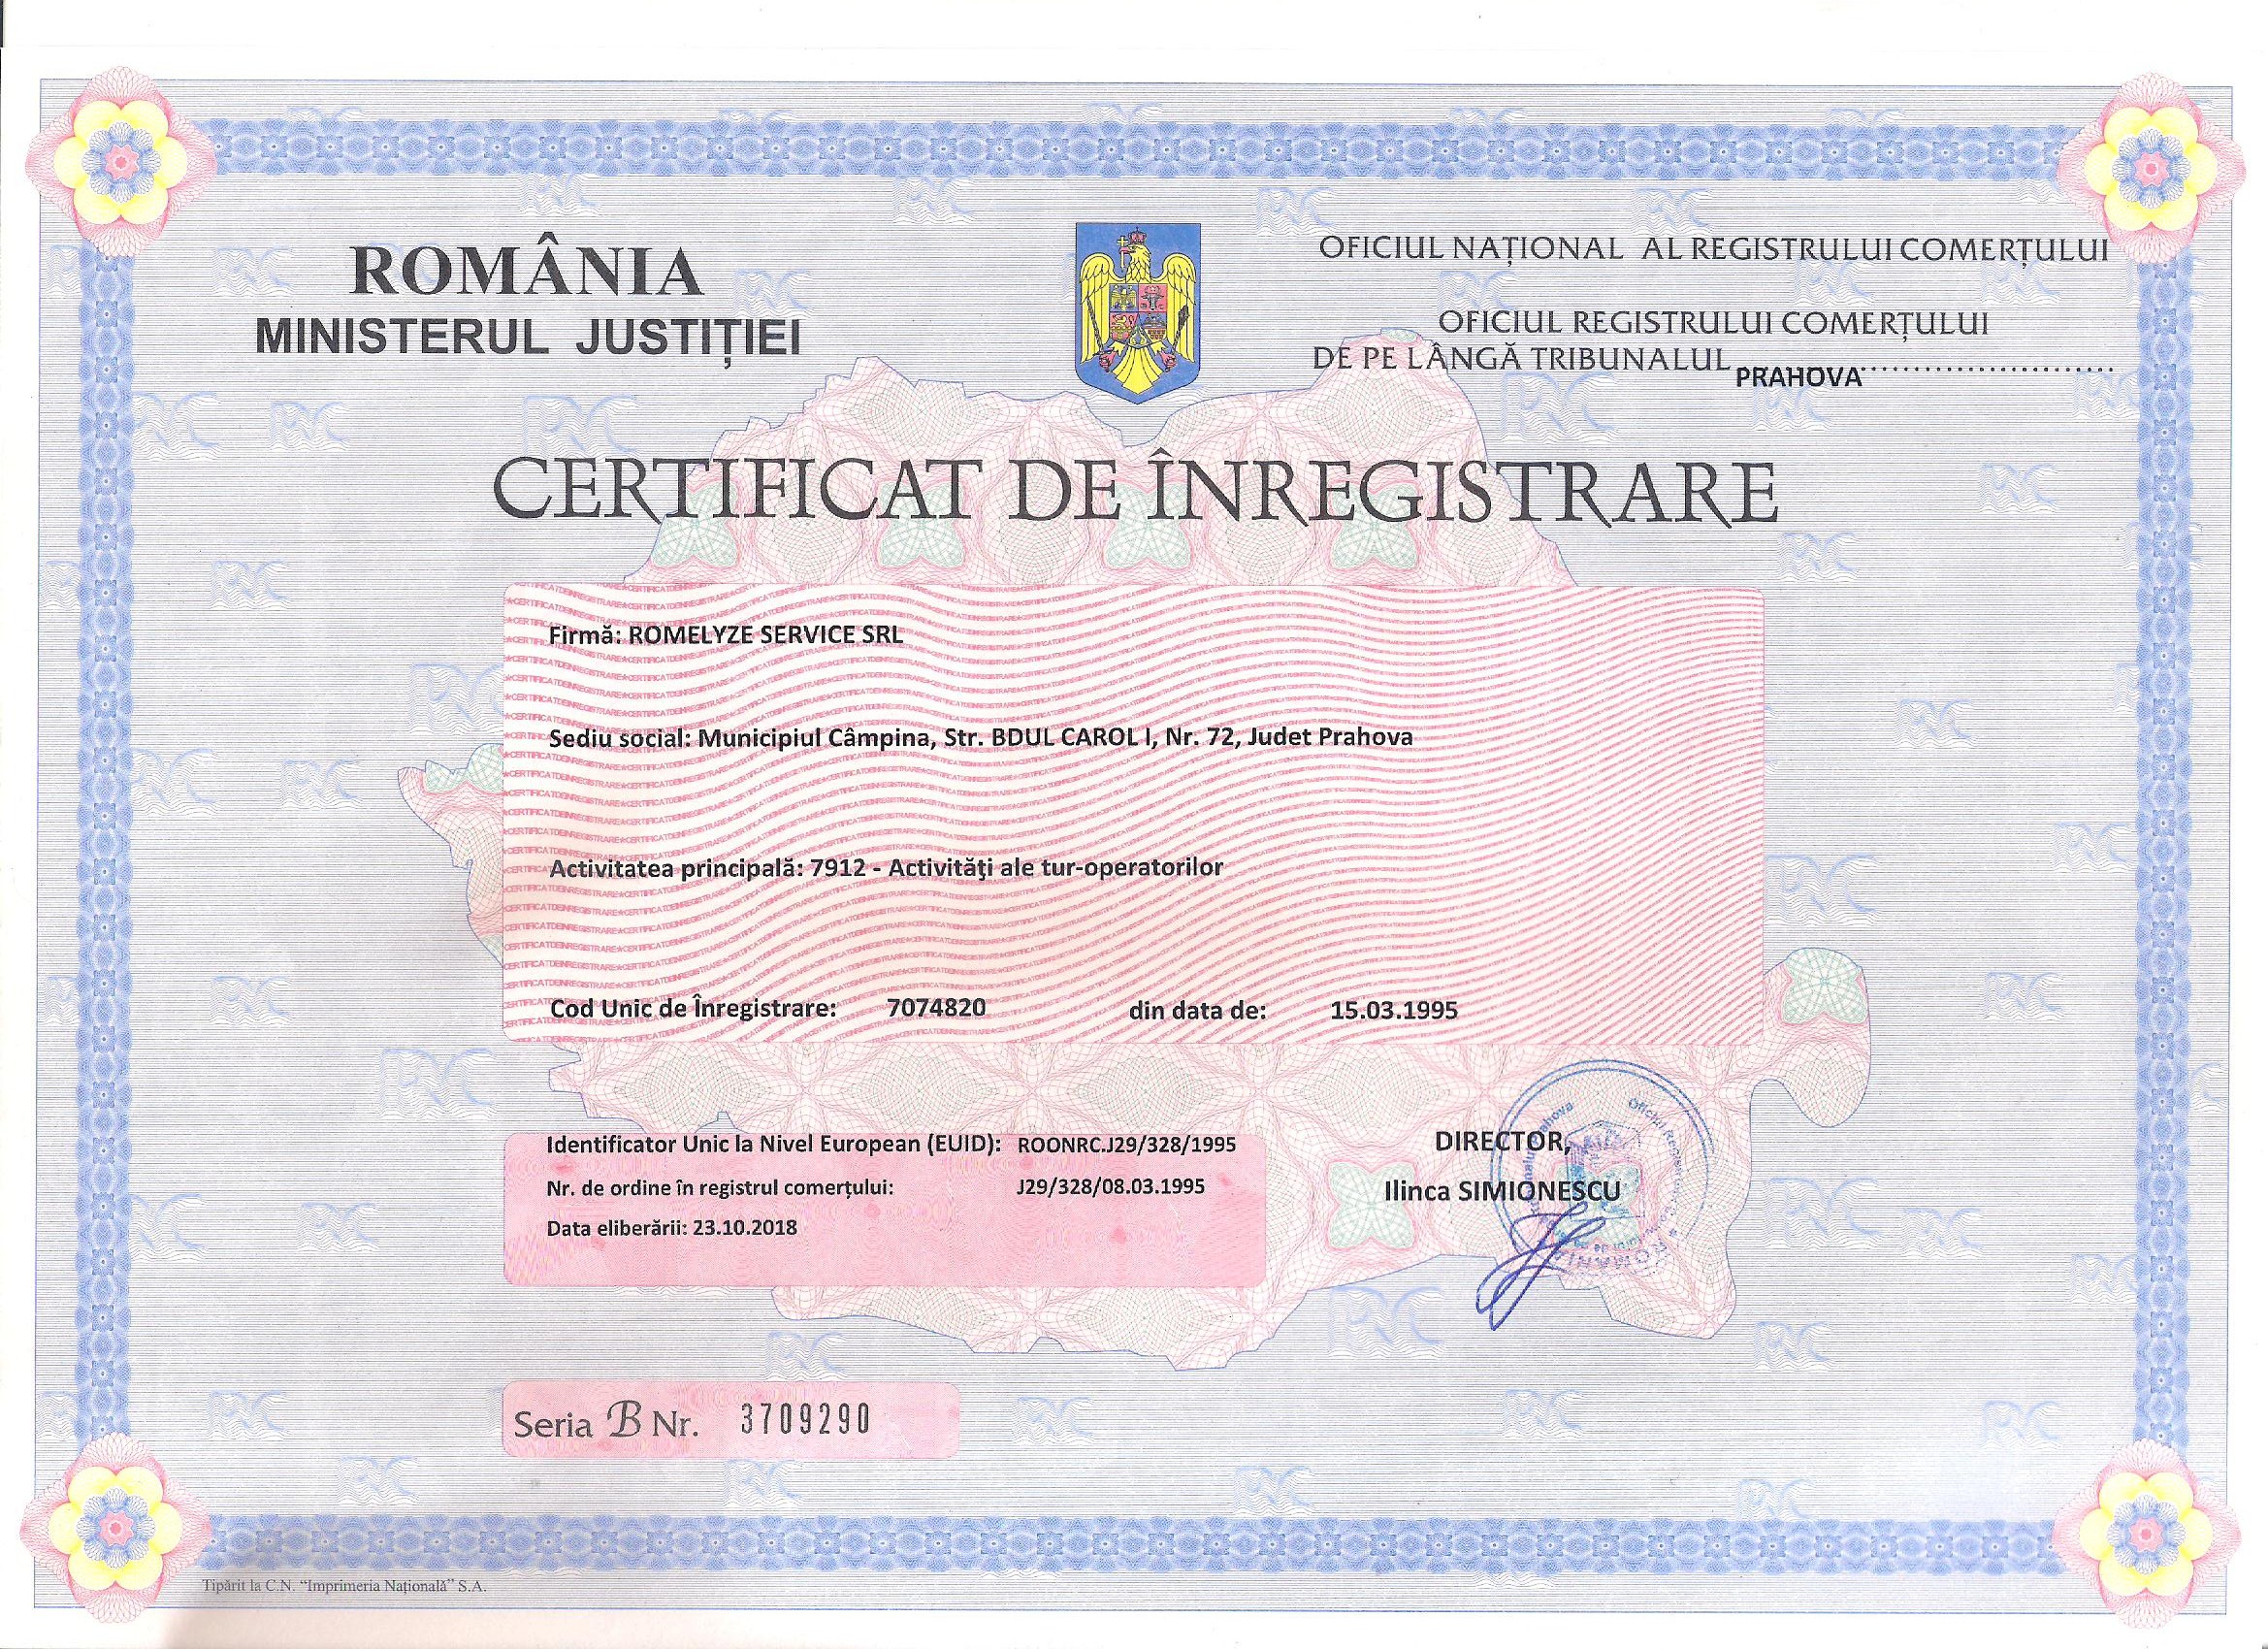 ROMÂNIA
MINISTERUL JUSTIȚIEI
OFICIUL NAȚIONAL AL REGISTRULUI COMERȚULUI
OFICIUL REGISTRULUI COMERȚULUI
DE PE LÂNGĂ TRIBUNALUL PRAHOVA
CERTIFICAT DE ÎNREGISTRARE
Firmă: ROMELYZE SERVICE SRL
Sediu social: Municipiul Câmpina, Str. BDUL CAROL I, Nr. 72, Judet Prahova
Activitatea principală: 7912 - Activităţi ale tur-operatorilor
Cod Unic de Înregistrare: 7074820 din data de: 15.03.1995
Identificator Unic la Nivel European (EUID): ROONRC.J29/328/1995
Nr. de ordine în registrul comerțului: J29/328/08.03.1995
Data eliberării: 23.10.2018
DIRECTOR,
Ilinca SIMIONESCU
Seria B Nr. 3709290
Tipărit la C.N. “Imprimeria Națională” S.A.